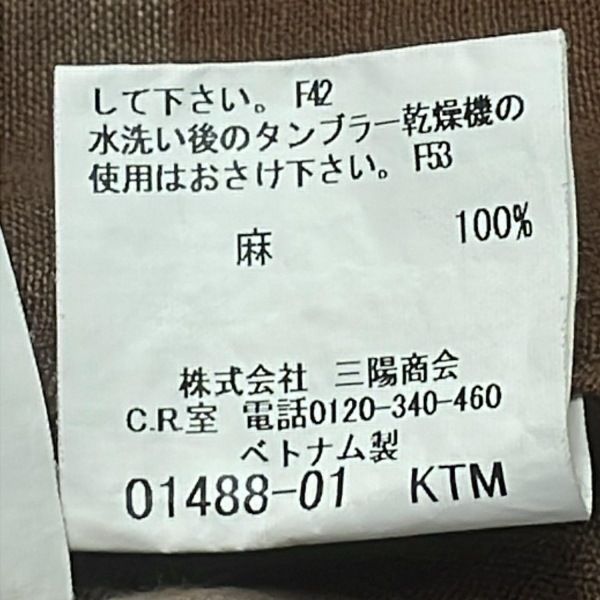 して下さい。 F42
水洗い後のタンブラー乾燥機の
使用はおさけ下さい。 F53
麻 100%
株式会社 三陽商会
C.R.室 電話0120-340-460
ベトナム製
01488-01 KTM